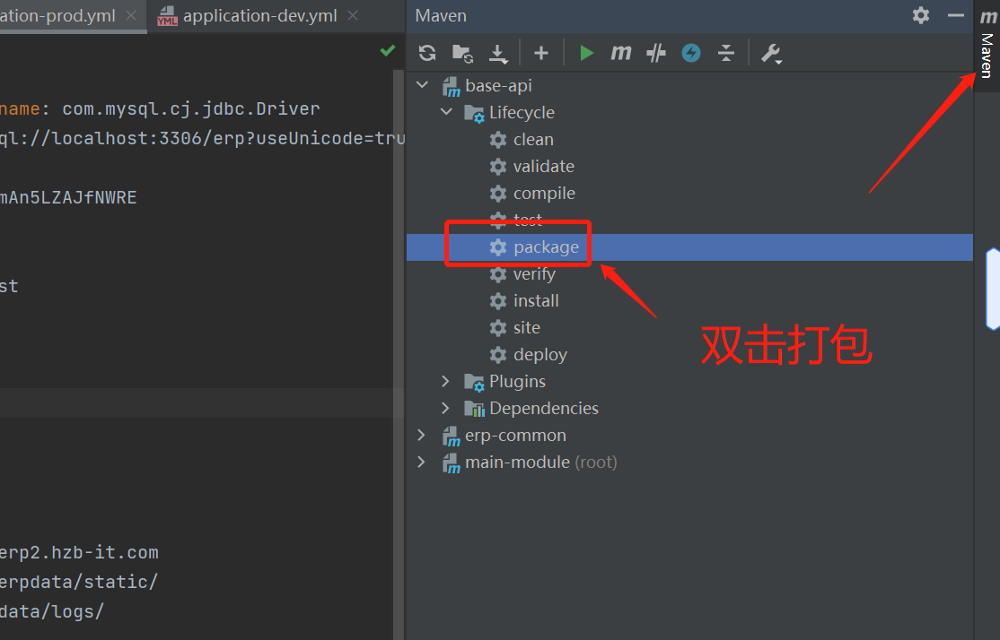 ation-prod.yml
application-dev.yml
name: com.mysql.cj.jdbc.Driver
ql://localhost:3306/erp?useUnicode=tru
mAn5LZAJfNWRE
st
erp2.hzb-it.com
erpdata/static/
data/logs/
Maven
base-api
Lifecycle
clean
validate
compile
test
package
verify
install
site
deploy
Plugins
Dependencies
erp-common
main-module (root)
双击打包
Maven